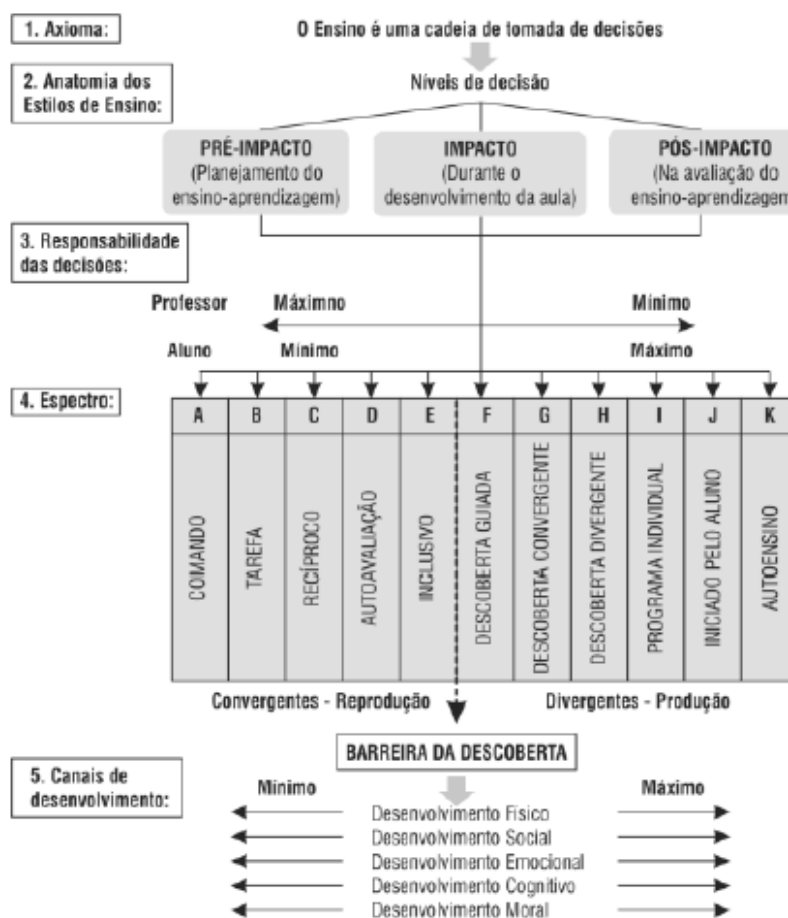 1. Axioma:
O Ensino é uma cadeia de tomada de decisões
2. Anatomia dos
Estilos de Ensino:
Níveis de decisão
PRÉ-IMPACTO
(Planejamento do
ensino-aprendizagem)
IMPACTO
(Durante o
desenvolvimento da aula)
PÓS-IMPACTO
(Na avaliação do
ensino-aprendizagem
3. Responsabilidade
das decisões:
Professor Máximno Mínimo
Aluno Mínimo Máximo
4. Espectro:
A B C D E F G H I J K
COMANDO
TAREFA
RECÍPROCO
AUTOAVALIAÇÃO
INCLUSIVO
DESCOBERTA GUIADA
DESCOBERTA CONVERGENTE
DESCOBERTA DIVERGENTE
PROGRAMA INDIVIDUAL
INICIADO PELO ALUNO
AUTOENSINO
Convergentes - Reprodução Divergentes - Produção
BARREIRA DA DESCOBERTA
5. Canais de
desenvolvimento:
Mínimo Máximo
Desenvolvimento Físico
Desenvolvimento Social
Desenvolvimento Emocional
Desenvolvimento Cognitivo
Desenvolvimento Moral